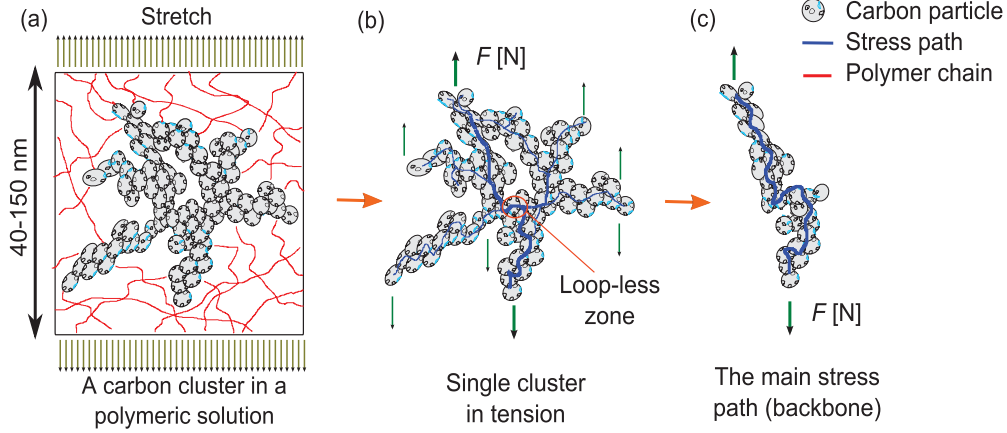 (a)
Stretch
40-150 nm
A carbon cluster in a
polymeric solution
(b)
F [N]
Loop-less
zone
Single cluster
in tension
(c)
Carbon particle
Stress path
Polymer chain
F [N]
The main stress
path (backbone)